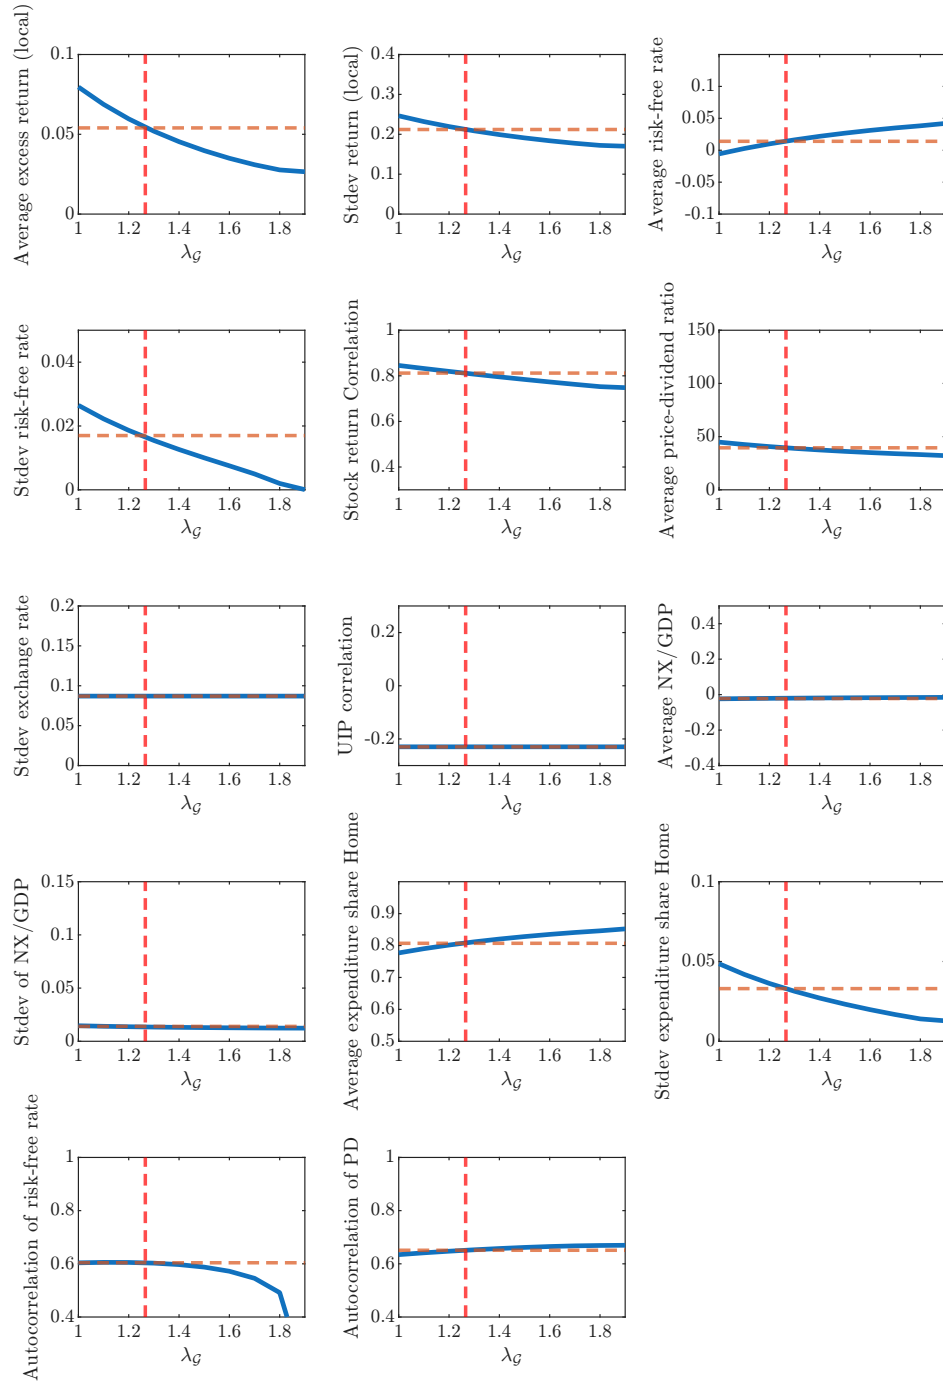 Average excess return (local)
0.1
0.05
0
1 1.2 1.4 1.6 1.8
λ𝒢
Stdev return (local)
0.4
0.3
0.2
0.1
0
1 1.2 1.4 1.6 1.8
λ𝒢
Average risk-free rate
0.1
0.05
0
-0.05
-0.1
1 1.2 1.4 1.6 1.8
λ𝒢
Stdev risk-free rate
0.04
0.02
0
1 1.2 1.4 1.6 1.8
λ𝒢
Stock return Correlation
1
0.8
0.6
0.4
1 1.2 1.4 1.6 1.8
λ𝒢
Average price-dividend ratio
150
100
50
0
1 1.2 1.4 1.6 1.8
λ𝒢
Stdev exchange rate
0.2
0.15
0.1
0.05
0
1 1.2 1.4 1.6 1.8
λ𝒢
UIP correlation
0.2
0
-0.2
1 1.2 1.4 1.6 1.8
λ𝒢
Average NX/GDP
0.4
0.2
0
-0.2
-0.4
1 1.2 1.4 1.6 1.8
λ𝒢
Stdev of NX/GDP
0.15
0.1
0.05
0
1 1.2 1.4 1.6 1.8
λ𝒢
Average expenditure share Home
0.9
0.8
0.7
0.6
0.5
1 1.2 1.4 1.6 1.8
λ𝒢
Stdev expenditure share Home
0.1
0.05
0
1 1.2 1.4 1.6 1.8
λ𝒢
Autocorrelation of risk-free rate
1
0.8
0.6
0.4
1 1.2 1.4 1.6 1.8
λ𝒢
Autocorrelation of PD
1
0.8
0.6
0.4
1 1.2 1.4 1.6 1.8
λ𝒢